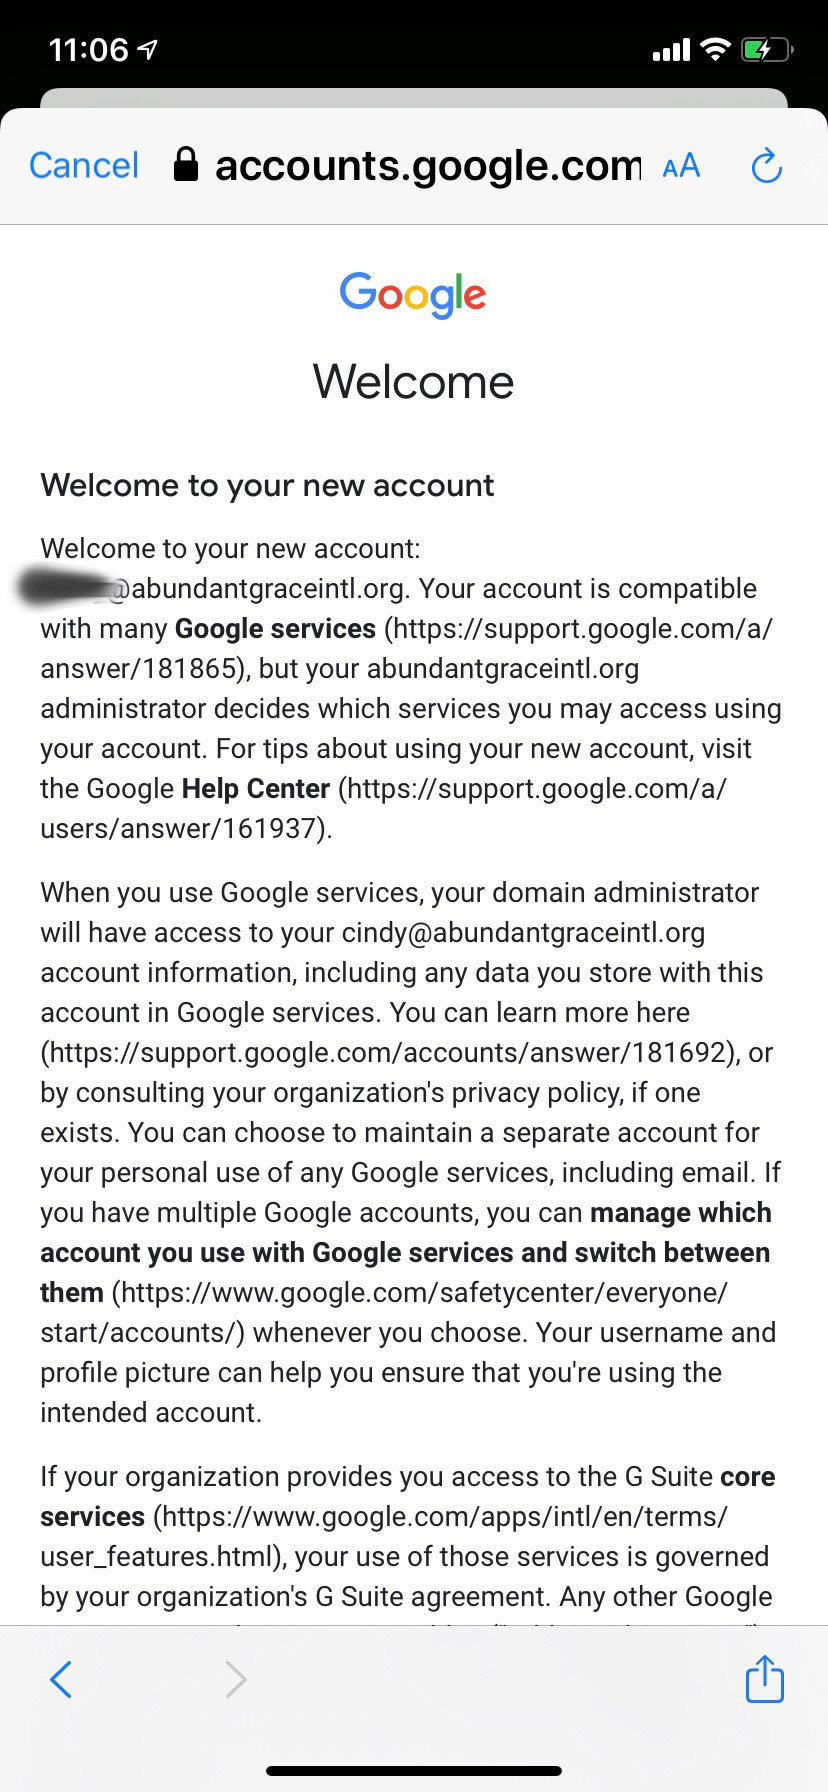 11:06
Cancel accounts.google.com AA
Google
Welcome
Welcome to your new account
Welcome to your new account:
@abundantgraceintl.org. Your account is compatible
with many Google services (https://support.google.com/a/
answer/181865), but your abundantgraceintl.org
administrator decides which services you may access using
your account. For tips about using your new account, visit
the Google Help Center (https://support.google.com/a/
users/answer/161937).
When you use Google services, your domain administrator
will have access to your cindy@abundantgraceintl.org
account information, including any data you store with this
account in Google services. You can learn more here
(https://support.google.com/accounts/answer/181692), or
by consulting your organization's privacy policy, if one
exists. You can choose to maintain a separate account for
your personal use of any Google services, including email. If
you have multiple Google accounts, you can manage which
account you use with Google services and switch between
them (https://www.google.com/safetycenter/everyone/
start/accounts/) whenever you choose. Your username and
profile picture can help you ensure that you're using the
intended account.
If your organization provides you access to the G Suite core
services (https://www.google.com/apps/intl/en/terms/
user_features.html), your use of those services is governed
by your organization's G Suite agreement. Any other Google